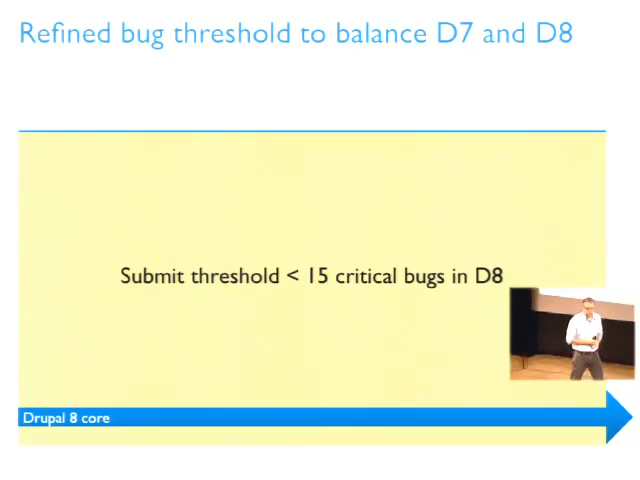 Refined bug threshold to balance D7 and D8
Submit threshold < 15 critical bugs in D8
Drupal 8 core